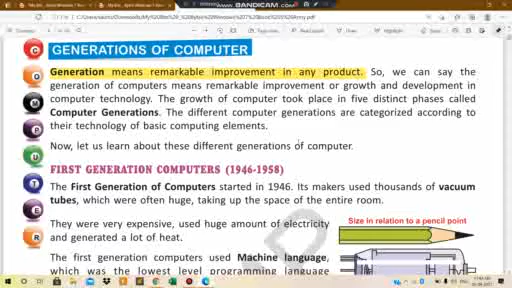 www.BANDICAM.com
C
GENERATIONS OF COMPUTER
O
Generation means remarkable improvement in any product. So, we can say the
generation of computers means remarkable improvement or growth and development in
M
computer technology. The growth of computer took place in five distinct phases called
Computer Generations. The different computer generations are categorized according to
P
their technology of basic computing elements.
U
Now, let us learn about these different generations of computer.
FIRST GENERATION COMPUTERS (1946-1958)
T
The First Generation of Computers started in 1946. Its makers used thousands of vacuum
tubes, which were often huge, taking up the space of the entire room.
E
Size in relation to a pencil point
They were very expensive, used huge amount of electricity
R
and generated a lot of heat.
The first generation computers used Machine language,
which was the lowest level programming language
ENG